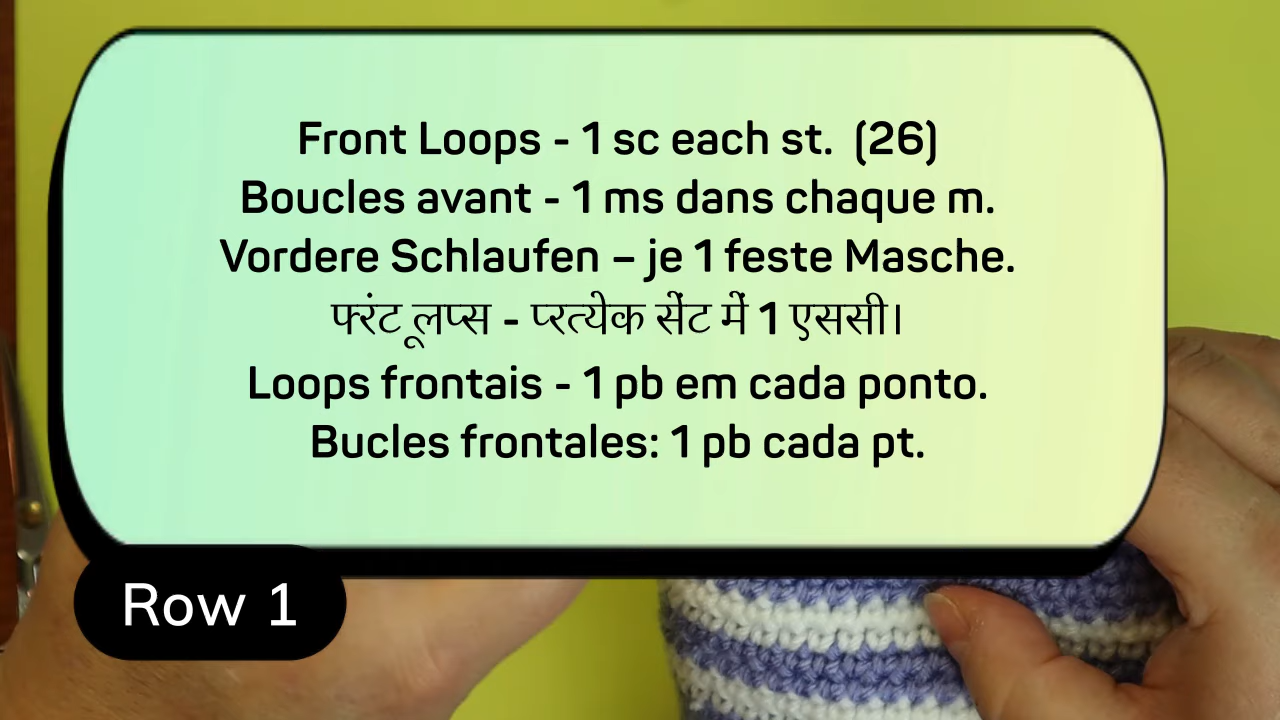 Front Loops - 1 sc each st. (26)
Boucles avant - 1 ms dans chaque m.
Vordere Schlaufen – je 1 feste Masche.
फ्रंट लूप्स - प्रत्येक सेंट में 1 एससी।
Loops frontais - 1 pb em cada ponto.
Bucles frontales: 1 pb cada pt.
Row 1